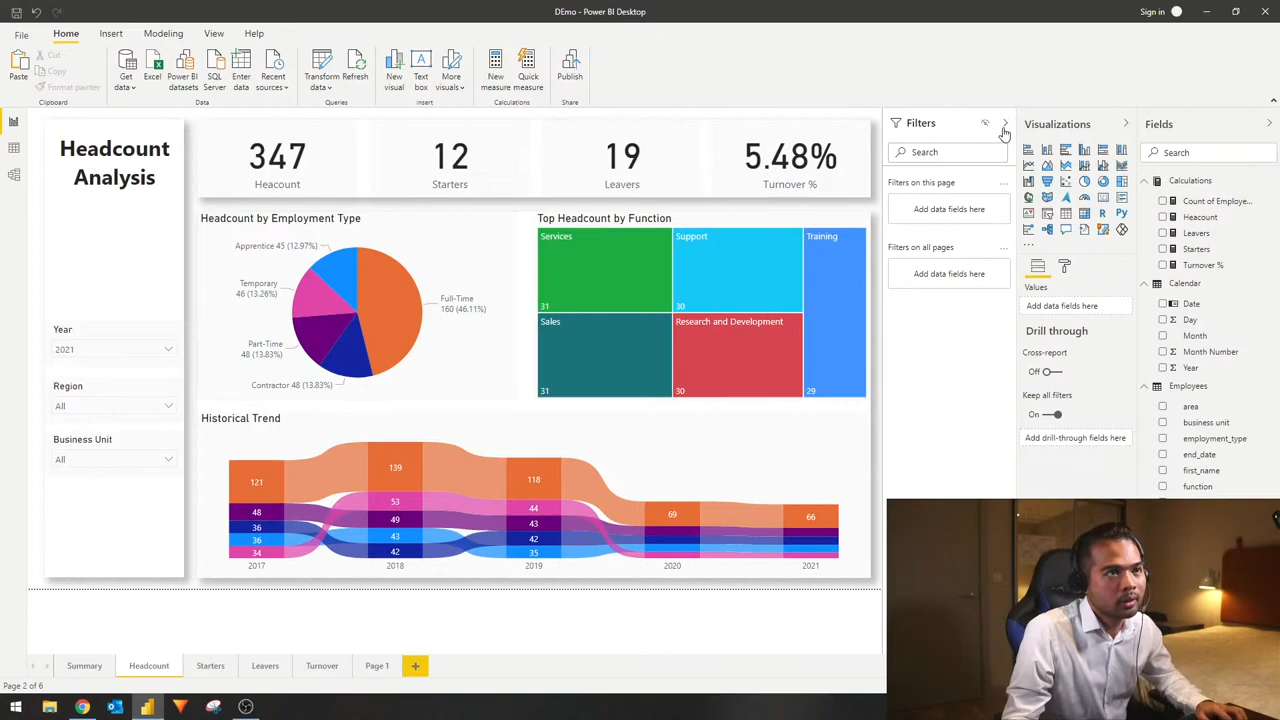 DEmo - Power BI Desktop
Sign in
File
Home
Insert
Modeling
View
Help
Paste
Cut
Copy
Format painter
Get data
Excel
Power BI datasets
SQL Server
Enter data
Recent sources
Transform data
Refresh
New visual
Text box
More visuals
New measure
Quick measure
Publish
Clipboard
Data
Queries
Insert
Calculations
Share
Headcount
Analysis
347
Heacount
12
Starters
19
Leavers
5.48%
Turnover %
Headcount by Employment Type
Apprentice 45 (12.97%)
Temporary
46 (13.26%)
Part-Time
48 (13.83%)
Contractor 48 (13.83%)
Full-Time
160 (46.11%)
Top Headcount by Function
Services
31
Support
30
Training
29
Sales
31
Research and Development
30
Year
2021
Region
All
Business Unit
All
Historical Trend
121
48
36
36
34
139
53
49
43
42
118
44
43
42
35
69
66
2017
2018
2019
2020
2021
Filters
Search
Filters on this page
...
Add data fields here
Filters on all pages
...
Add data fields here
Visualizations
R
Py
...
Values
Add data fields here
Drill through
Cross-report
Off
Keep all filters
On
Add drill-through fields here
Fields
Search
Calculations
Count of Employe...
Heacount
Leavers
Starters
Turnover %
Calendar
Date
Day
Month
Month Number
Year
Employees
area
business unit
employment_type
end_date
first_name
function
Summary
Headcount
Starters
Leavers
Turnover
Page 1
Page 2 of 6